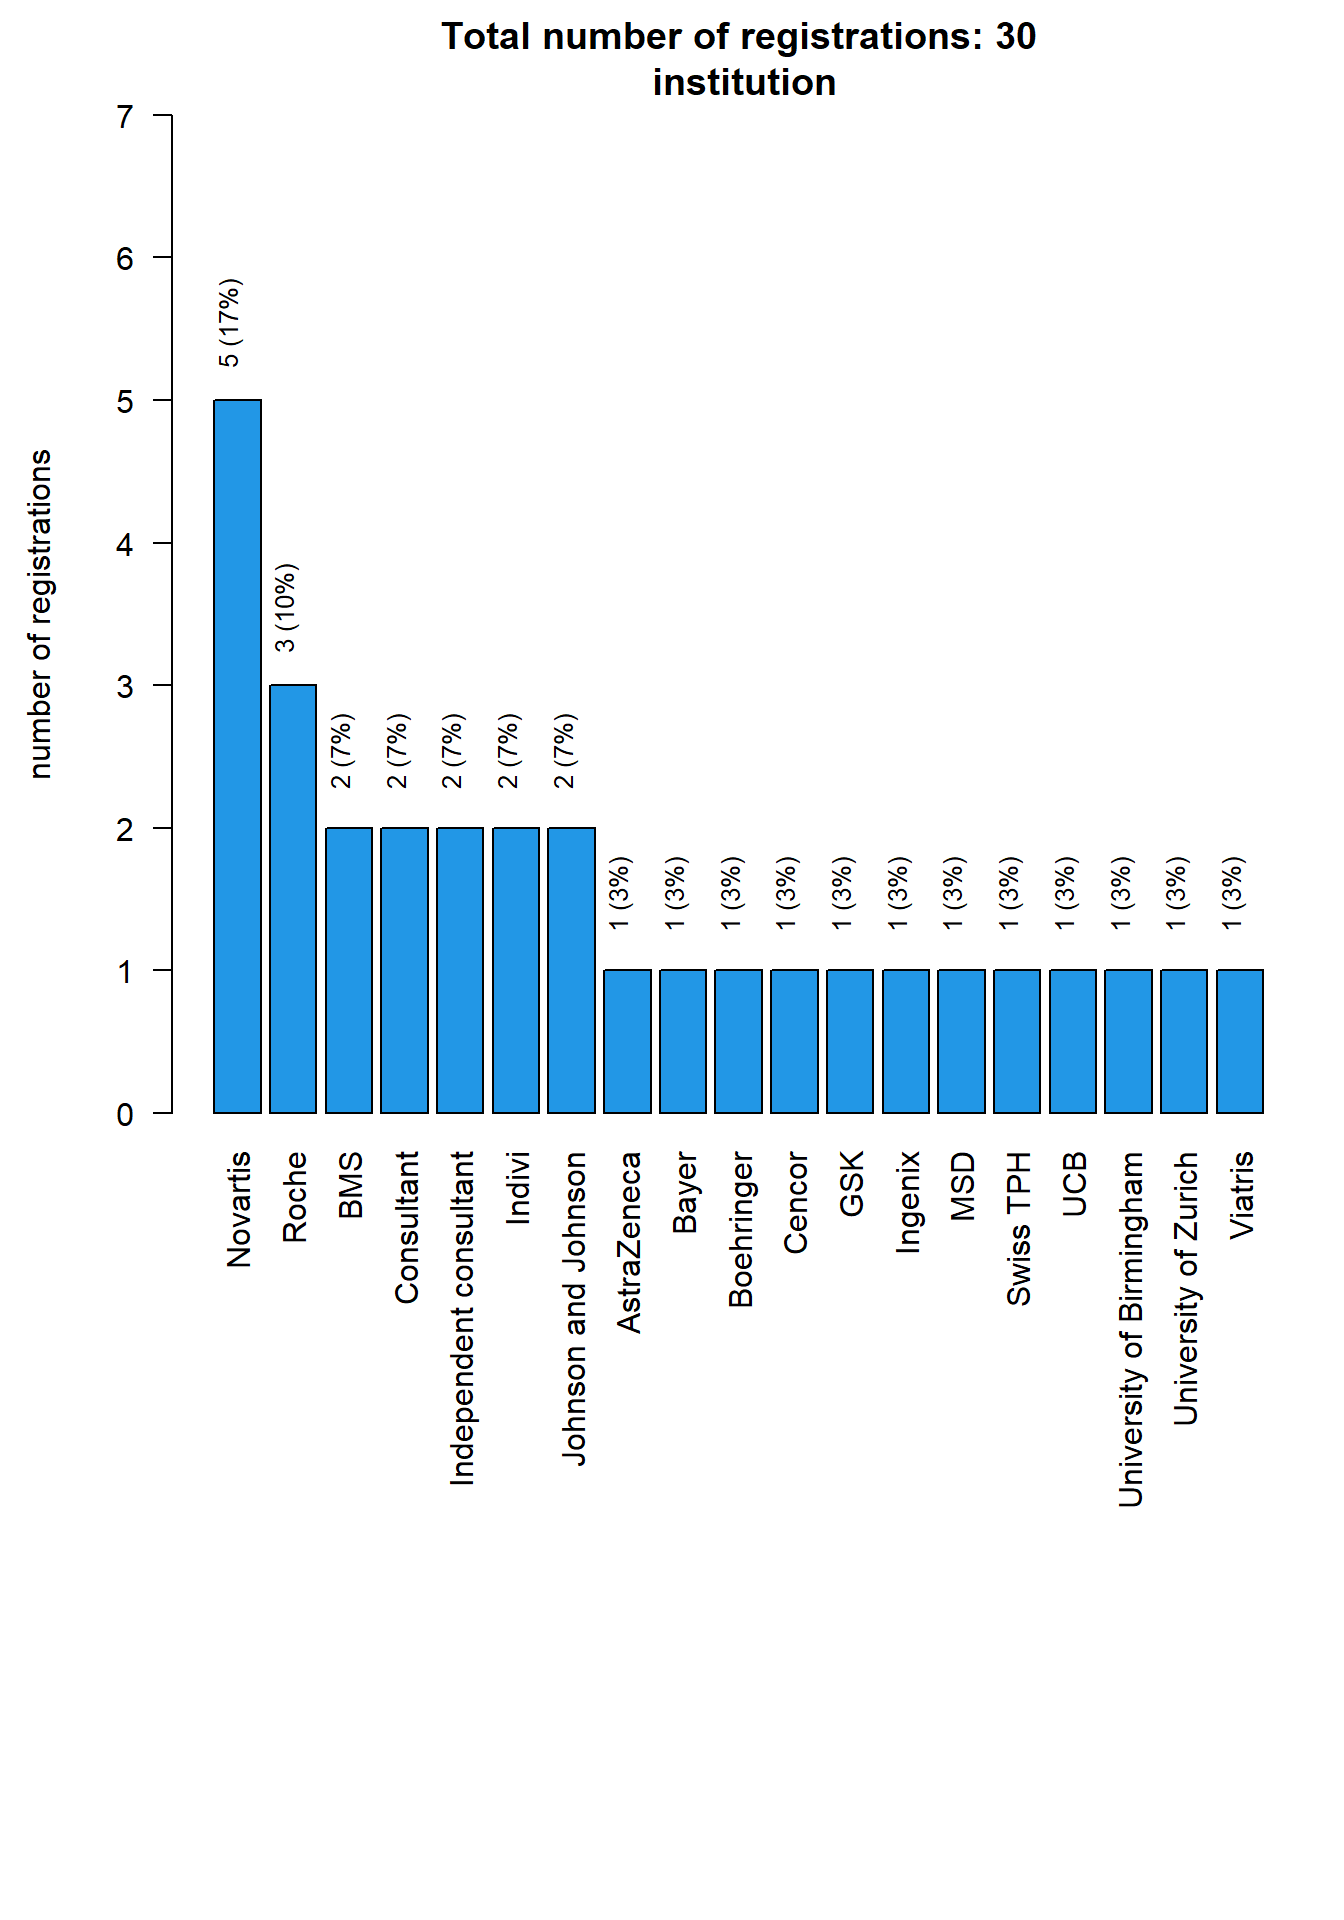 Total number of registrations: 30
institution
number of registrations
7
6
5
4
3
2
1
0
5 (17%)
3 (10%)
2 (7%)
2 (7%)
2 (7%)
2 (7%)
2 (7%)
1 (3%)
1 (3%)
1 (3%)
1 (3%)
1 (3%)
1 (3%)
1 (3%)
1 (3%)
1 (3%)
1 (3%)
1 (3%)
1 (3%)
Novartis
Roche
BMS
Consultant
Independent consultant
Indivi
Johnson and Johnson
AstraZeneca
Bayer
Boehringer
Cencor
GSK
Ingenix
MSD
Swiss TPH
UCB
University of Birmingham
University of Zurich
Viatris